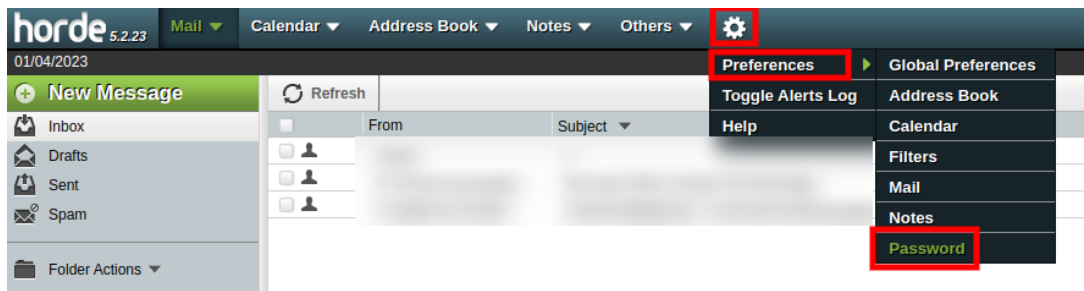 horde 5.2.23 Mail Calendar Address Book Notes Others
01/04/2023
New Message
Inbox
Drafts
Sent
Spam
Folder Actions
Refresh
From Subject
Preferences
Toggle Alerts Log
Help
Global Preferences
Address Book
Calendar
Filters
Mail
Notes
Password